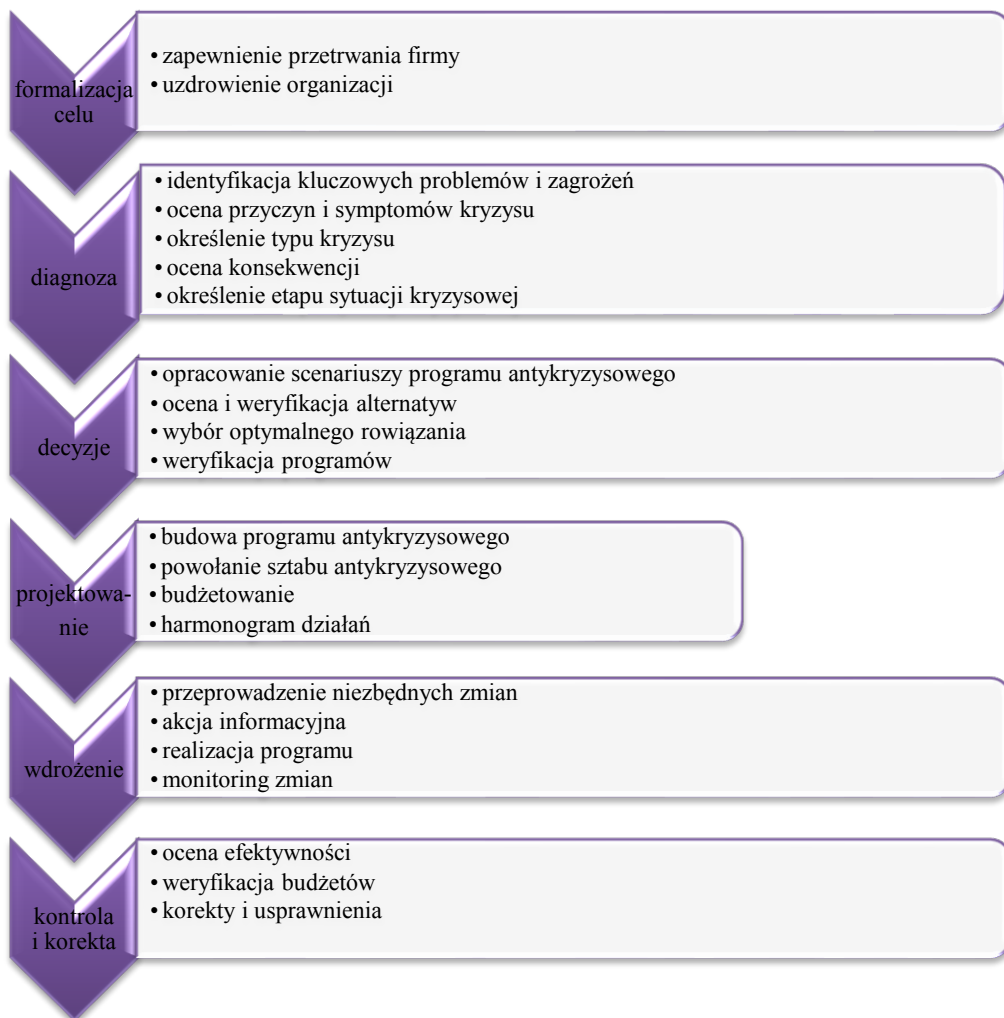 formalizacja
celu
• zapewnienie przetrwania firmy
• uzdrowienie organizacji
diagnoza
• identyfikacja kluczowych problemów i zagrożeń
• ocena przyczyn i symptomów kryzysu
• określenie typu kryzysu
• ocena konsekwencji
• określenie etapu sytuacji kryzysowej
decyzje
• opracowanie scenariuszy programu antykryzysowego
• ocena i weryfikacja alternatyw
• wybór optymalnego rowiązania
• weryfikacja programów
projektowa-
nie
• budowa programu antykryzysowego
• powołanie sztabu antykryzysowego
• budżetowanie
• harmonogram działań
wdrożenie
• przeprowadzenie niezbędnych zmian
• akcja informacyjna
• realizacja programu
• monitoring zmian
kontrola
i korekta
• ocena efektywności
• weryfikacja budżetów
• korekty i usprawnienia